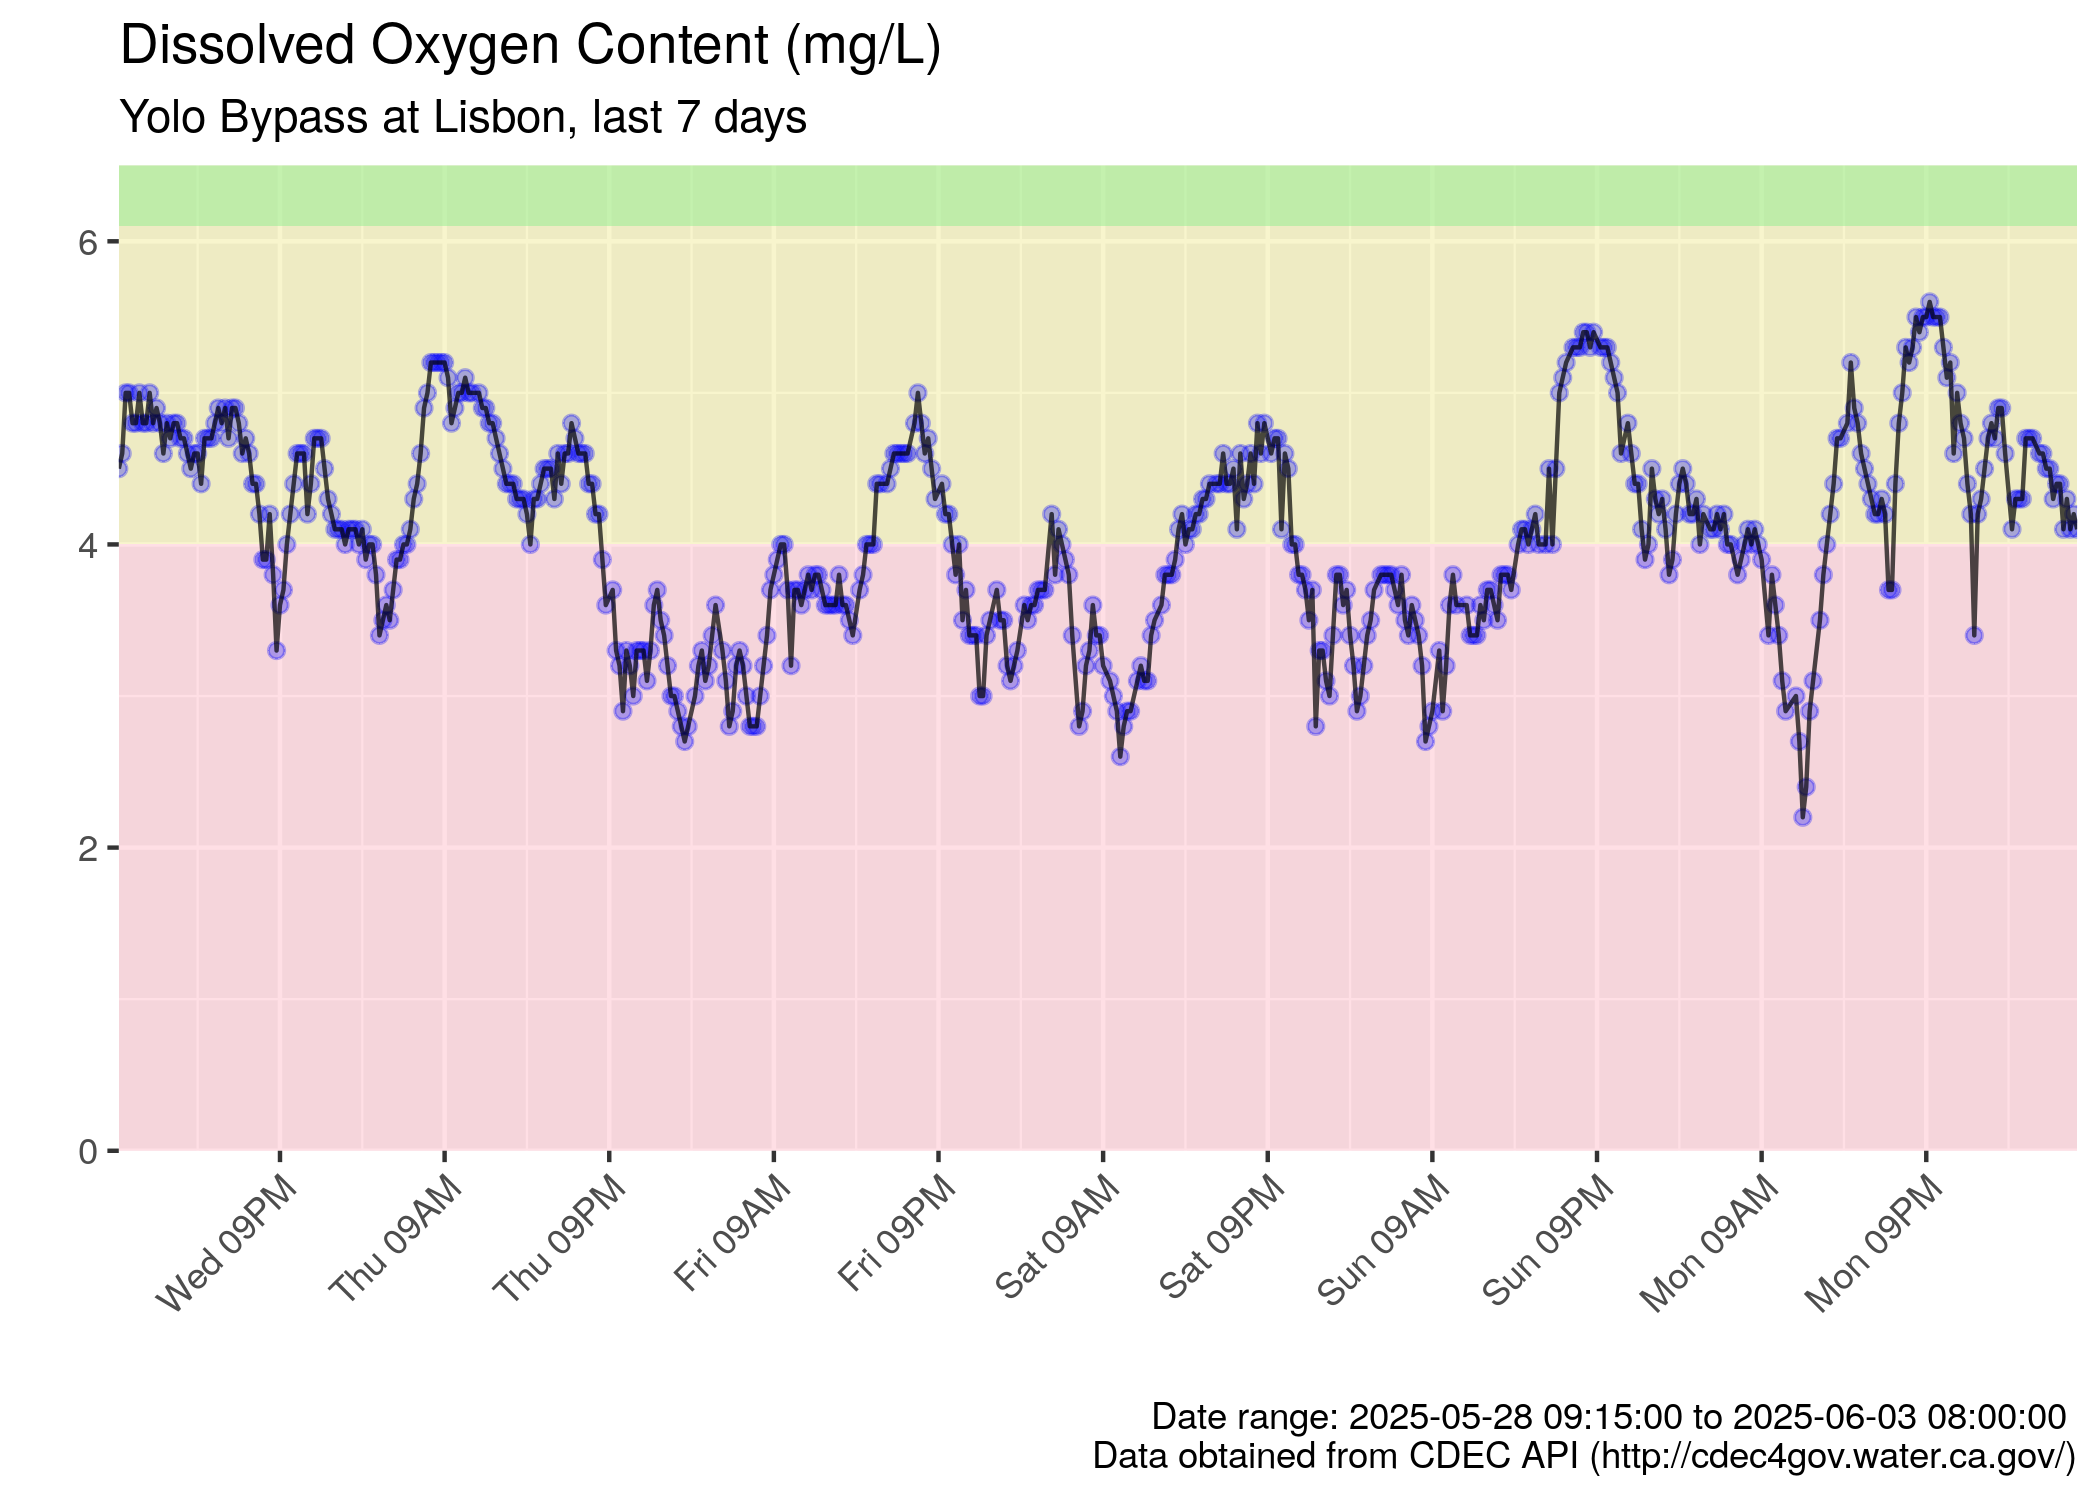 Dissolved Oxygen Content (mg/L)
Yolo Bypass at Lisbon, last 7 days
6
4
2
0
Wed 09PM
Thu 09AM
Thu 09PM
Fri 09AM
Fri 09PM
Sat 09AM
Sat 09PM
Sun 09AM
Sun 09PM
Mon 09AM
Mon 09PM
Date range: 2025-05-28 09:15:00 to 2025-06-03 08:00:00
Data obtained from CDEC API (http://cdec4gov.water.ca.gov/)